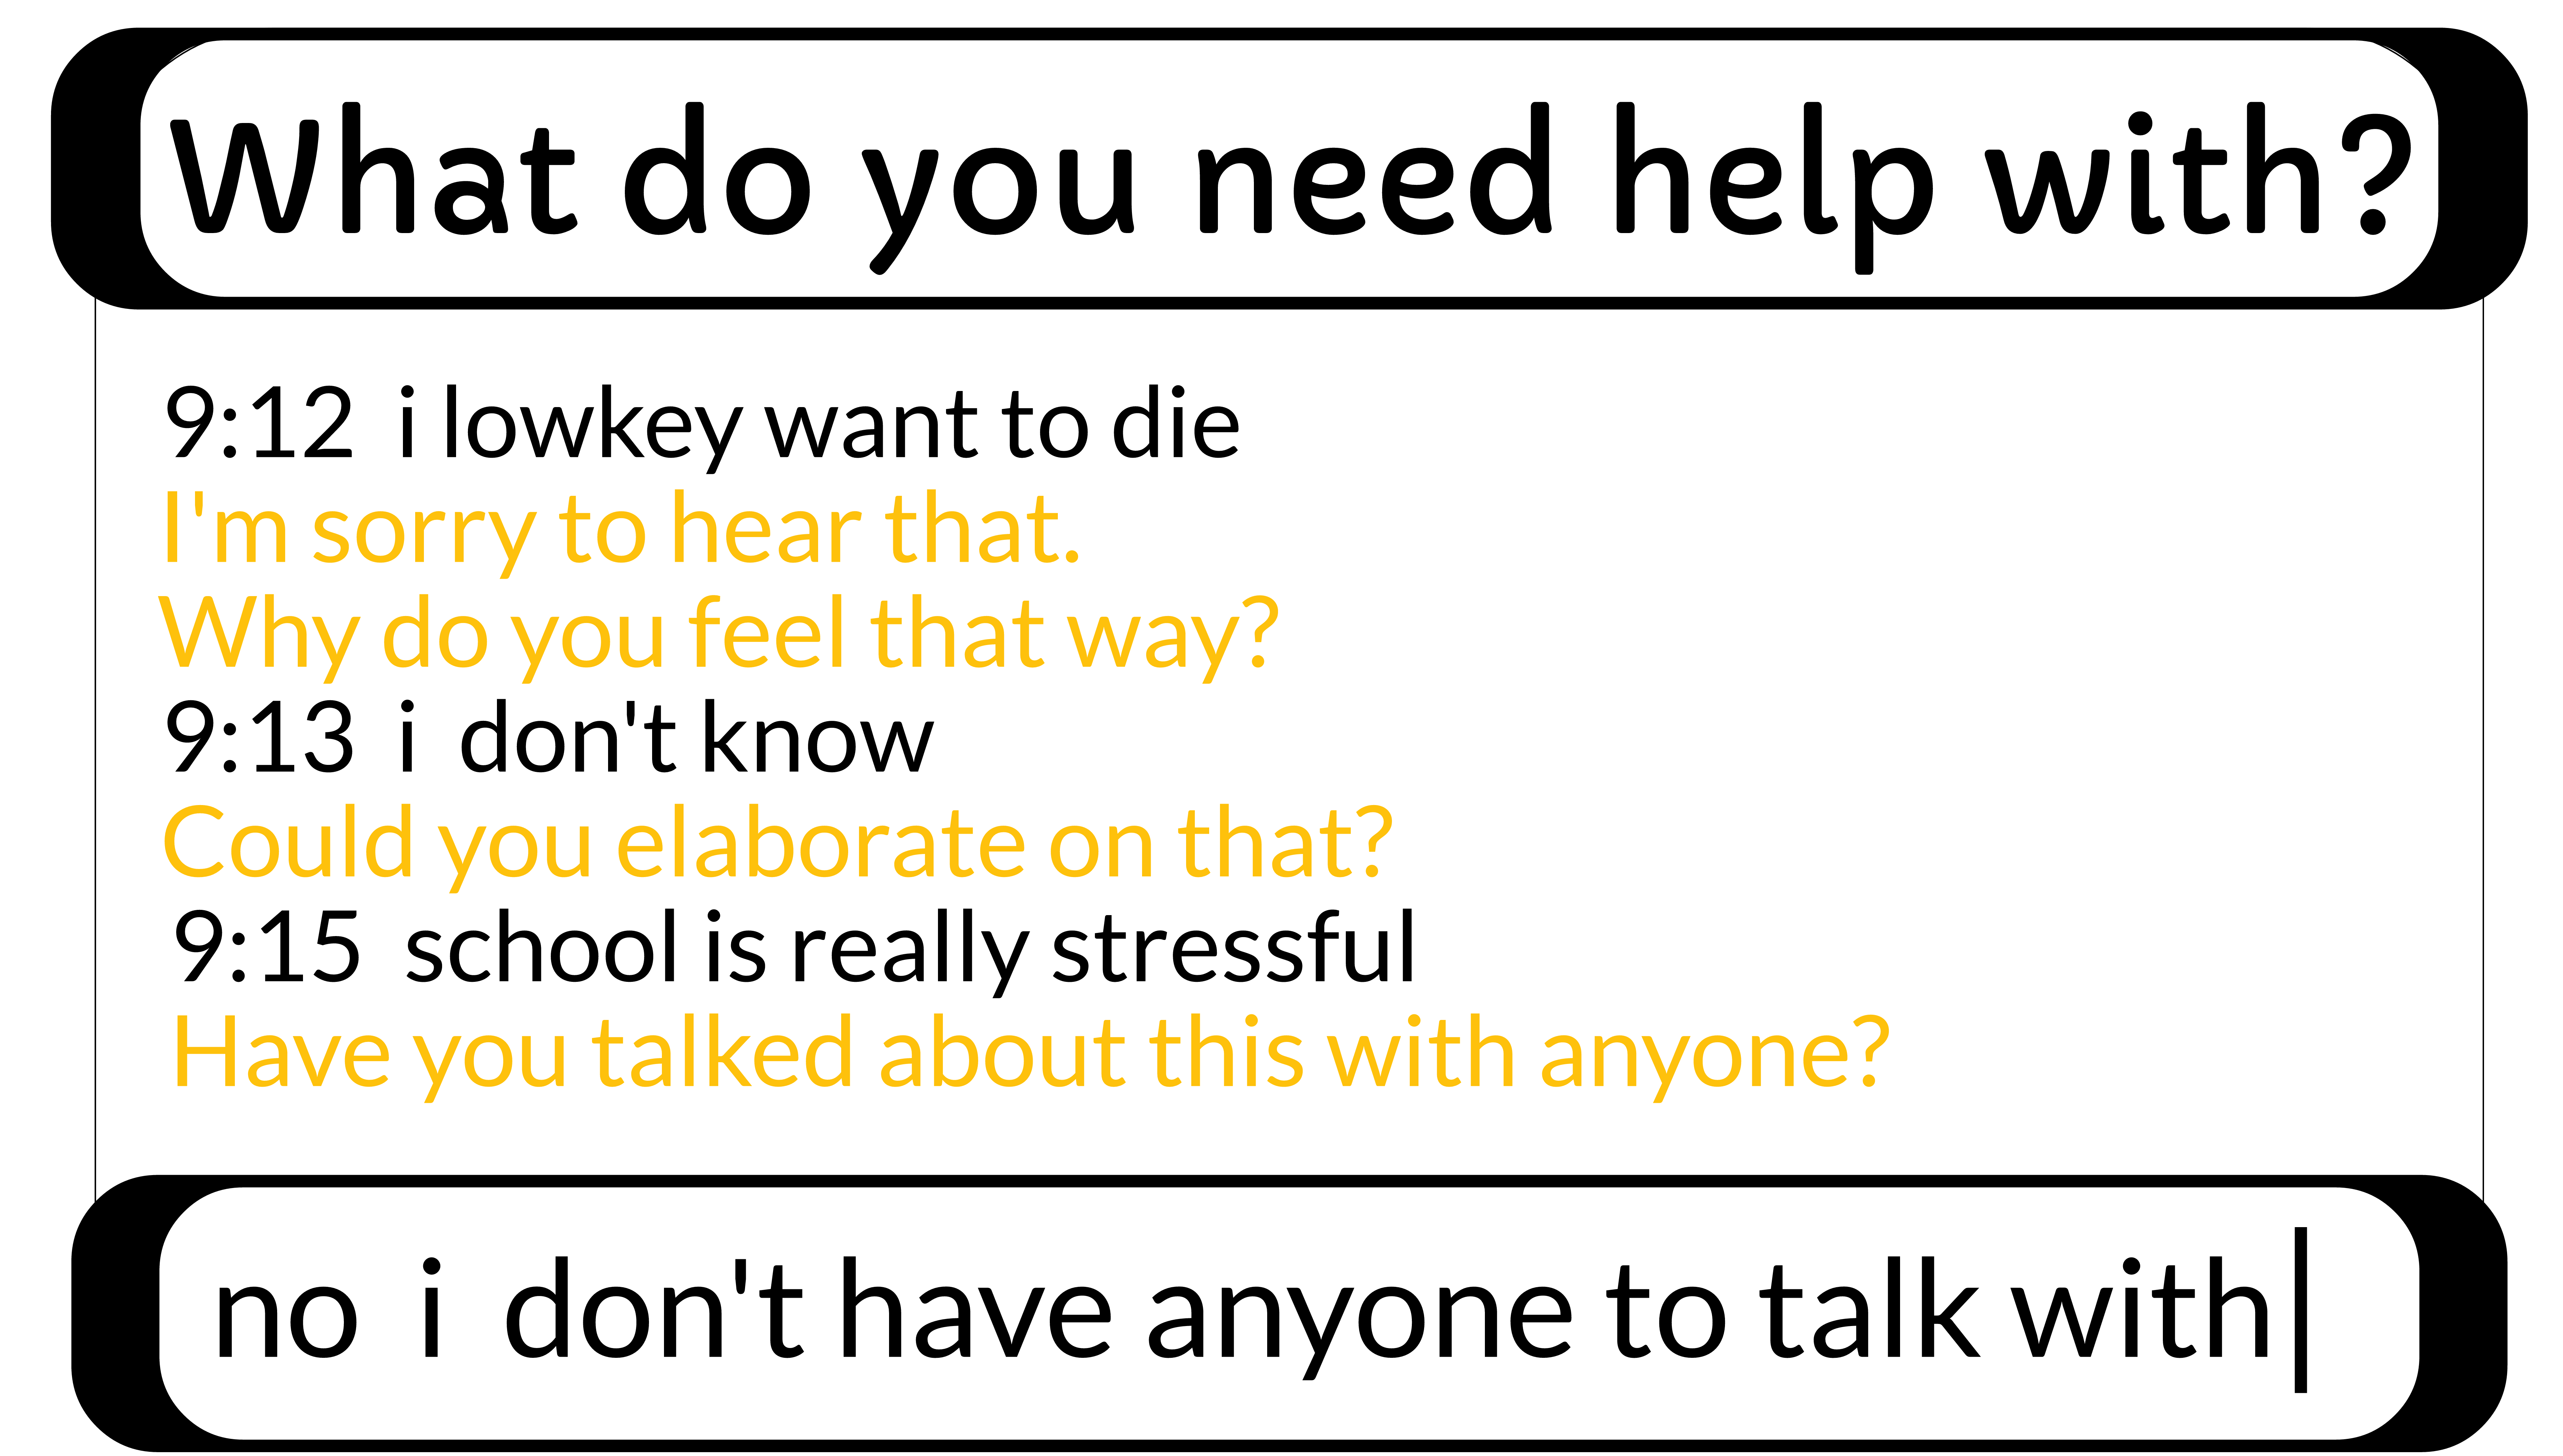 What do you need help with?
9:12 i lowkey want to die
I'm sorry to hear that.
Why do you feel that way?
9:13 i don't know
Could you elaborate on that?
9:15 school is really stressful
Have you talked about this with anyone?
no i don't have anyone to talk with